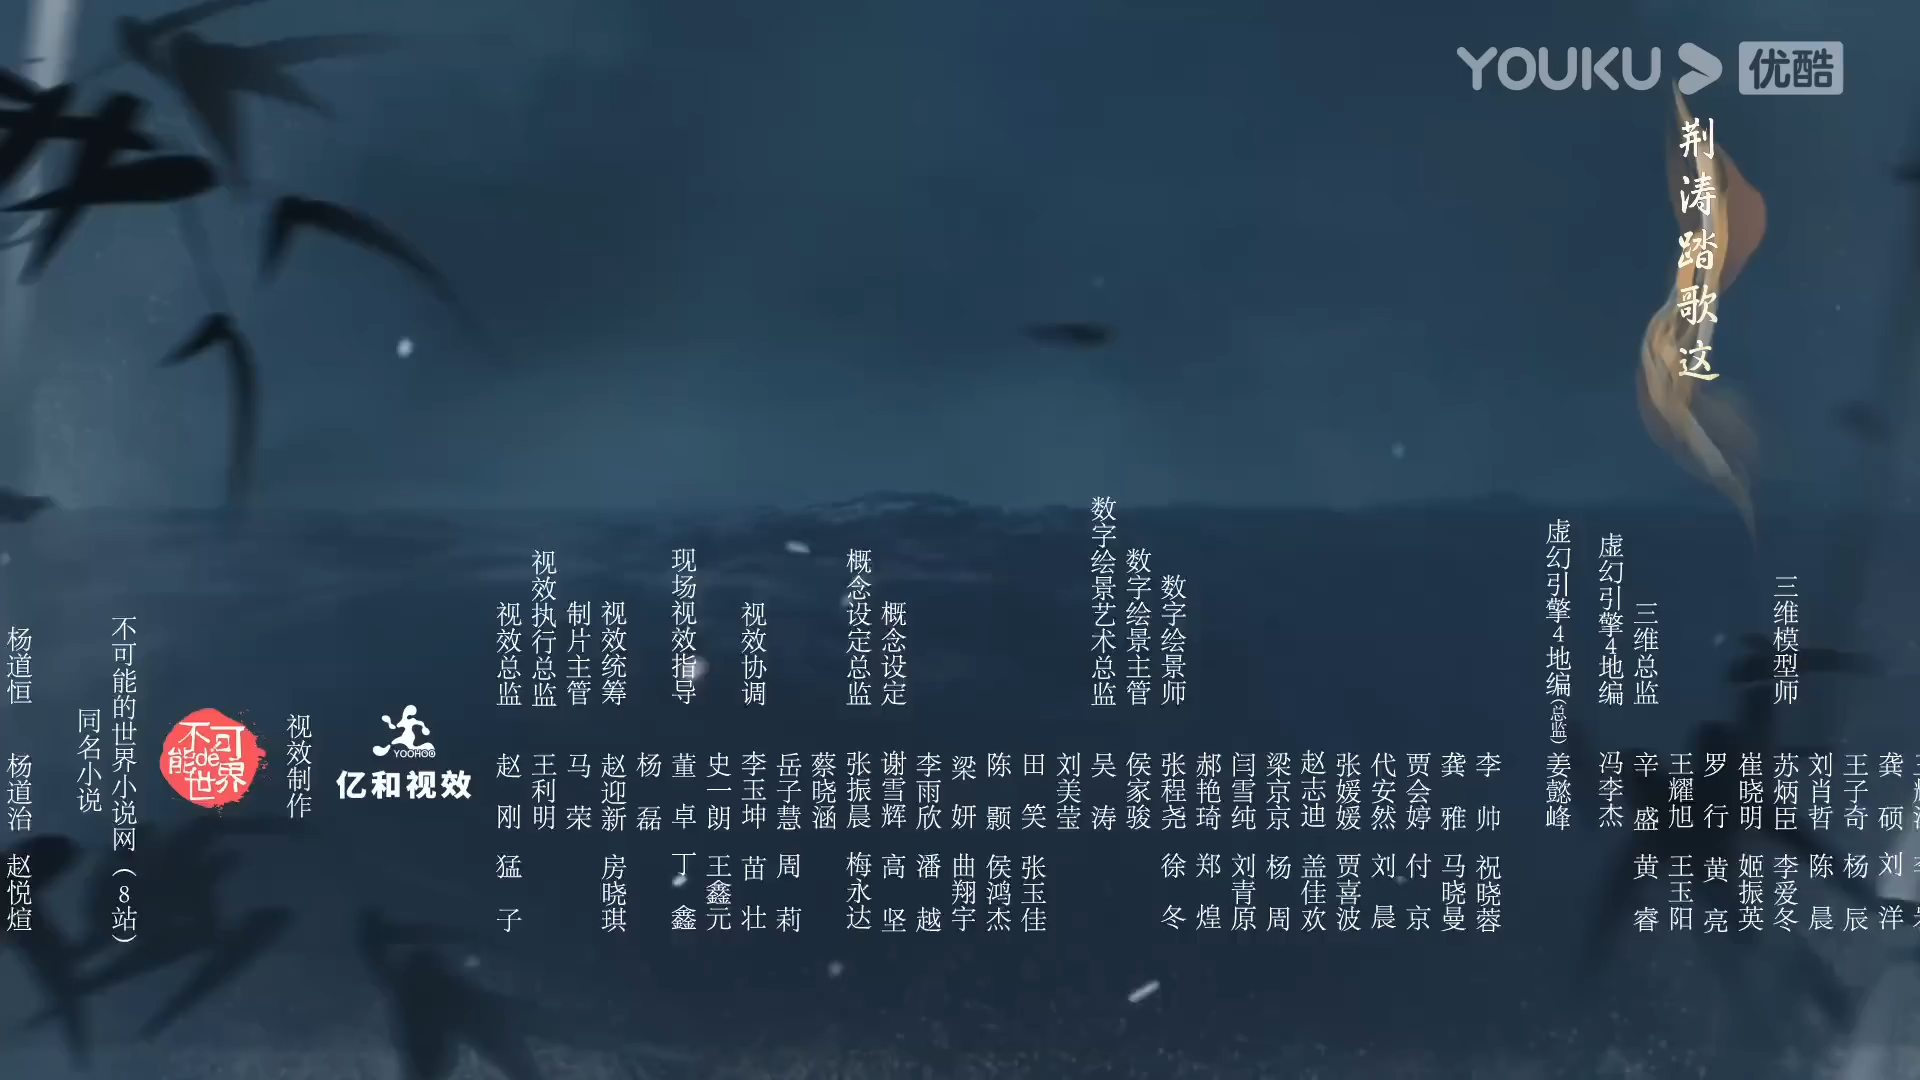 YOUKU 优酷
荆涛踏歌这
杨道恒
杨道治
赵悦煊
同名小说
不可能的世界小说网（8站）
不可能de世界
视效制作
YOOHOO
亿和视效
视效总监
赵刚
猛子
视效执行总监
王利明
制片主管
马荣
视效统筹
赵迎新
房晓琪
杨磊
现场视效指导
董卓
丁鑫
史一朗
王鑫元
视效协调
李玉坤
苗壮
岳子慧
周莉
蔡晓涵
概念设定总监
张振晨
梅永达
概念设定
谢雪辉
高坚
李雨欣
潘越
梁妍
曲翔宇
陈颢
侯鸿杰
田笑
张玉佳
刘美莹
数字绘景艺术总监
吴涛
数字绘景主管
侯家骏
数字绘景师
张程尧
徐冬
郝艳琦
郑煌
闫雪纯
刘青原
梁京京
杨周
赵志迪
盖佳欢
张媛媛
贾喜波
代安然
刘晨
贾会婷
付京
龚雅
马晓曼
李帅
祝晓蓉
虚幻引擎4地编（总监）
姜懿峰
虚幻引擎4地编
冯李杰
三维总监
辛盛
黄睿
王耀旭
王玉阳
罗行
黄亮
崔晓明
姬振英
三维模型师
苏炳臣
李爱冬
刘肖哲
陈晨
王子奇
杨辰
龚硕
刘洋